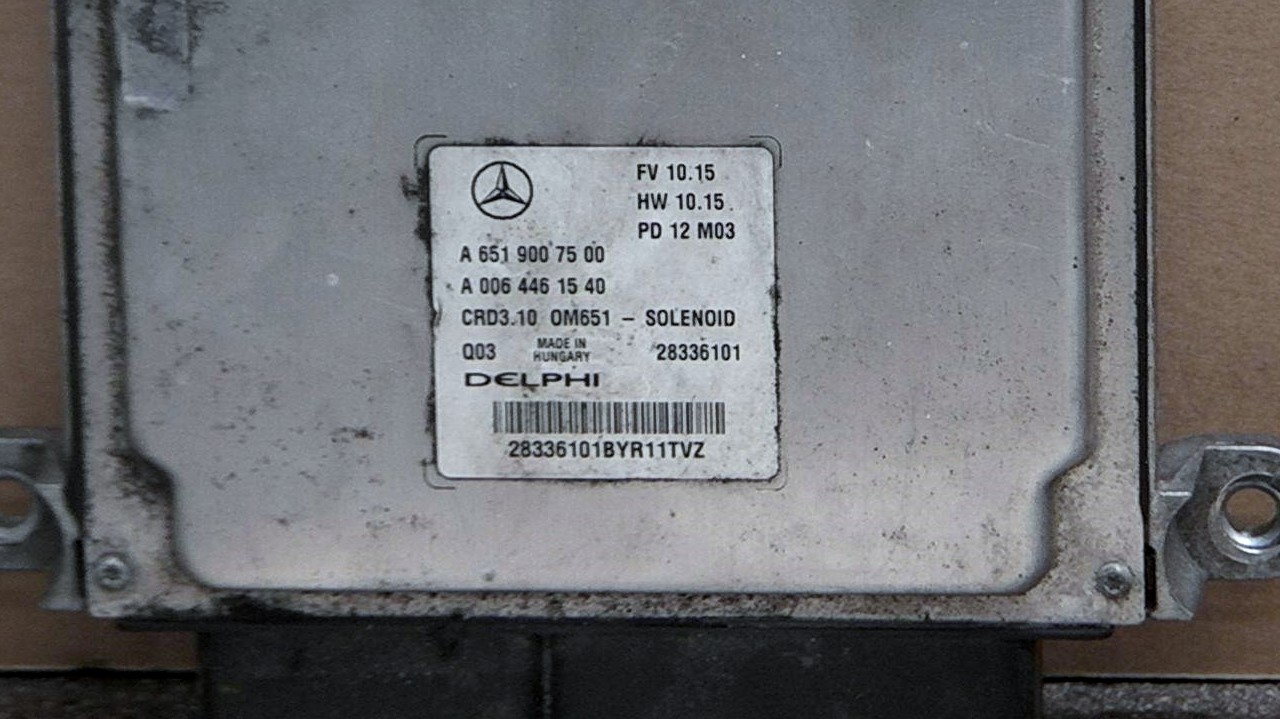 FV 10.15
HW 10.15
PD 12 M03
A 651 900 75 00
A 006 446 15 40
CRD3.10 OM651 – SOLENOID
Q03 MADE IN HUNGARY 28336101
DELPHI
28336101BYR11TVZ